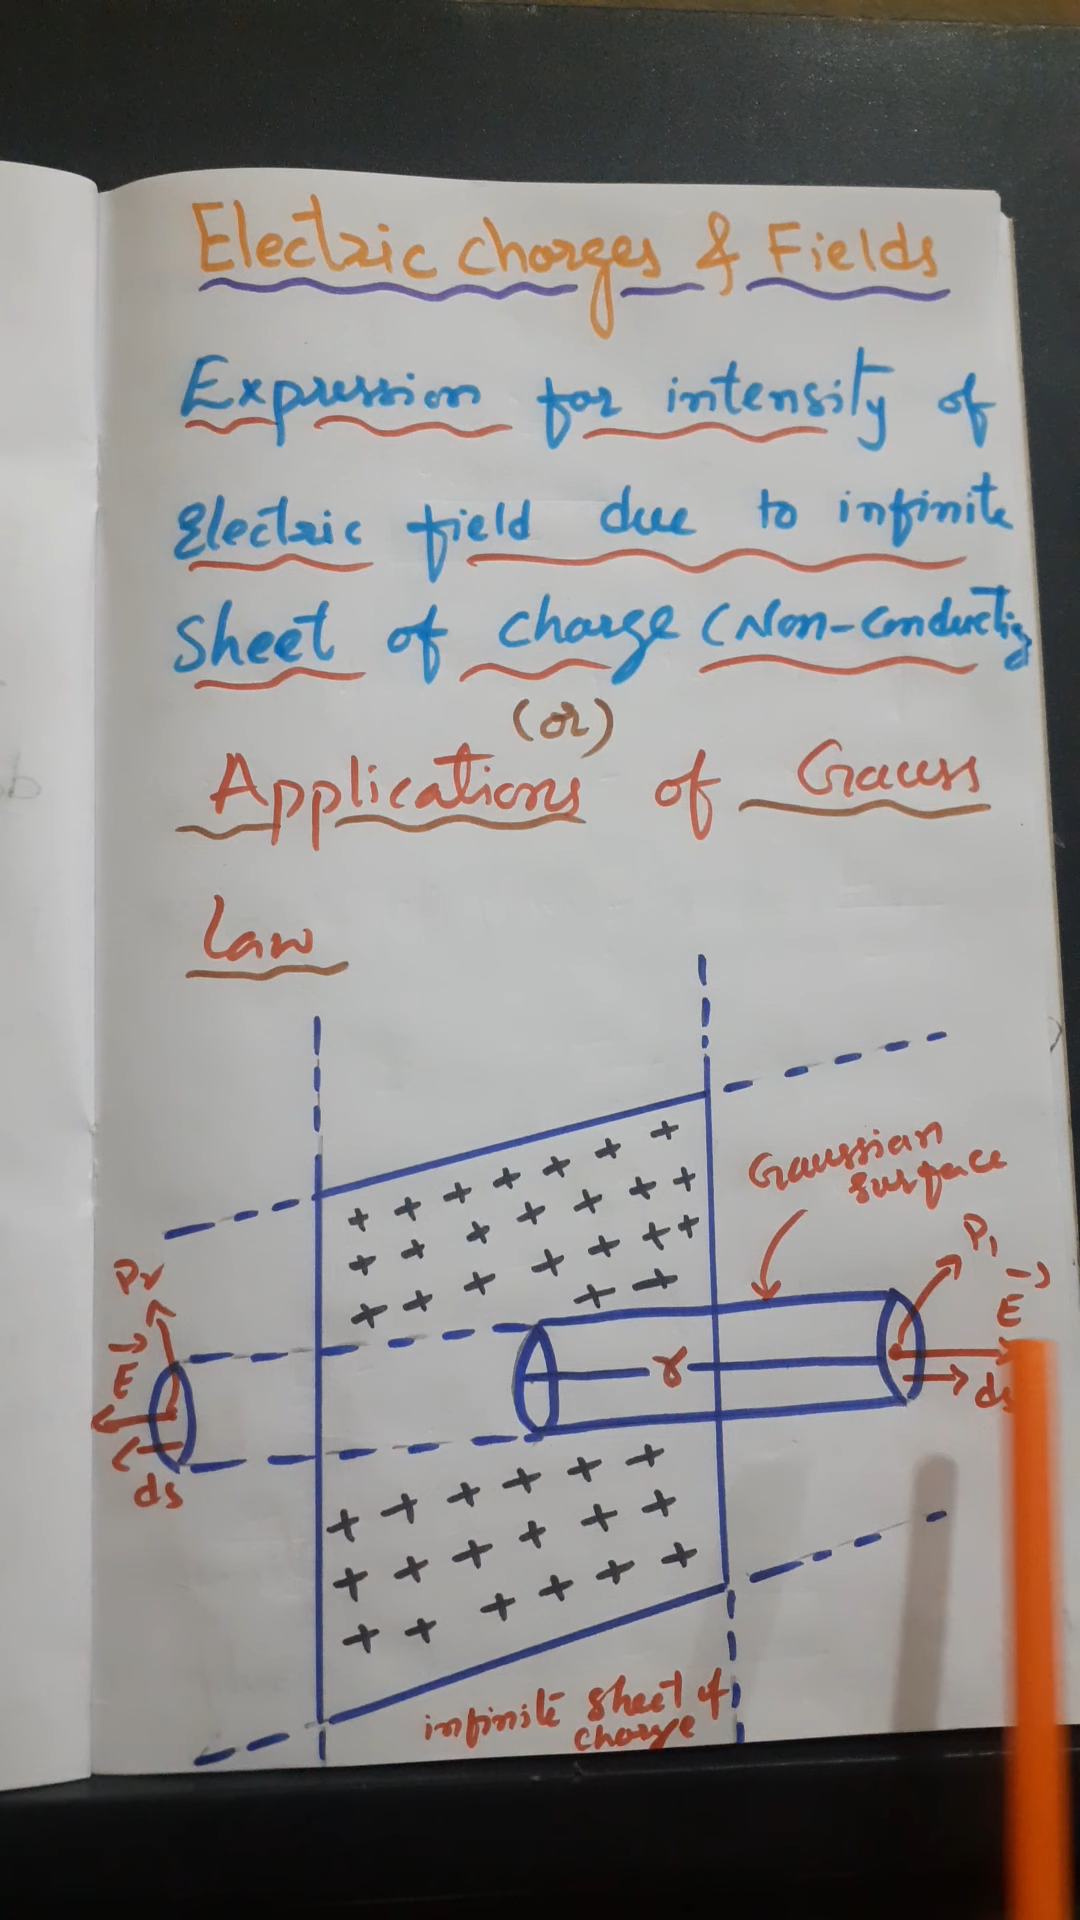 Electric charges & Fields
Expression for intensity of
Electric field due to infinite
Sheet of charge (Non-conducting
(or)
Applications of Gauss
Law
Gaussian
surface
P1
E
ds
r
E
ds
infinite sheet of
charge